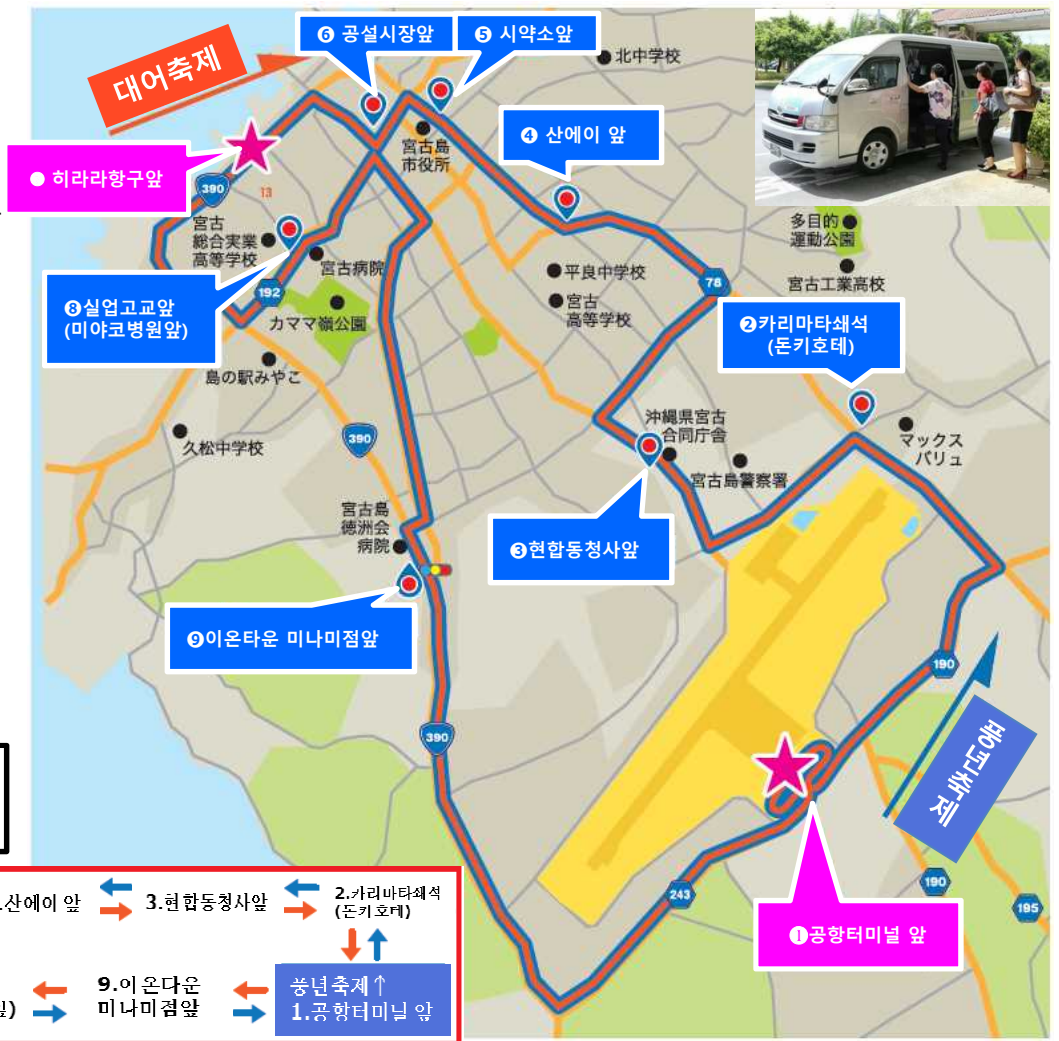 ❻ 공설시장앞
❺ 시약소앞
北中学校
대어축제
宮古島
市役所
❹ 산에이 앞
● 히라라항구앞
390
13
宮古
総合実業
高等学校
宮古病院
平良中学校
宮古
高等学校
多目的
運動公園
宮古工業高校
78
192
カママ嶺公園
❽실업고교앞
(미야코병원앞)
❷카리마타쇄석
(돈키호테)
島の駅みやこ
久松中学校
390
沖縄県宮古
合同庁舎
宮古島警察署
マックス
バリュ
宮古島
徳洲会
病院
❸현합동청사앞
❾이온타운 미나미점앞
190
390
풍년축제
243
190
195
❶공항터미널 앞
.산에이 앞
3.현합동청사앞
2.카리마타쇄석
(돈키호테)
9.이온다운
미나미점앞
풍년축제↑
1.공항터미널 앞